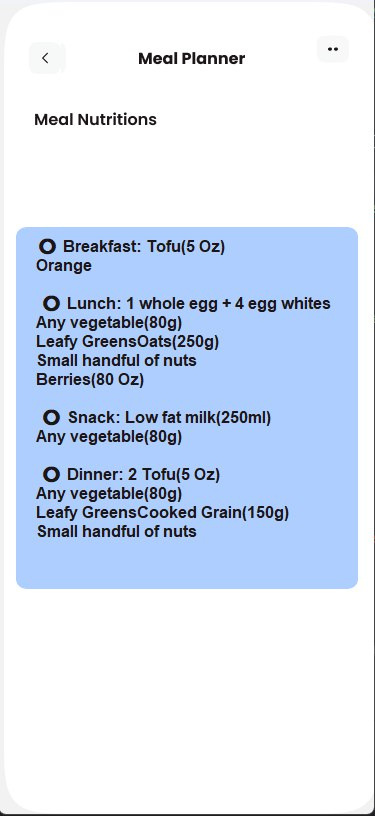 Meal Planner
Meal Nutritions
Breakfast: Tofu(5 Oz)
Orange
Lunch: 1 whole egg + 4 egg whites
Any vegetable(80g)
Leafy GreensOats(250g)
Small handful of nuts
Berries(80 Oz)
Snack: Low fat milk(250ml)
Any vegetable(80g)
Dinner: 2 Tofu(5 Oz)
Any vegetable(80g)
Leafy GreensCooked Grain(150g)
Small handful of nuts